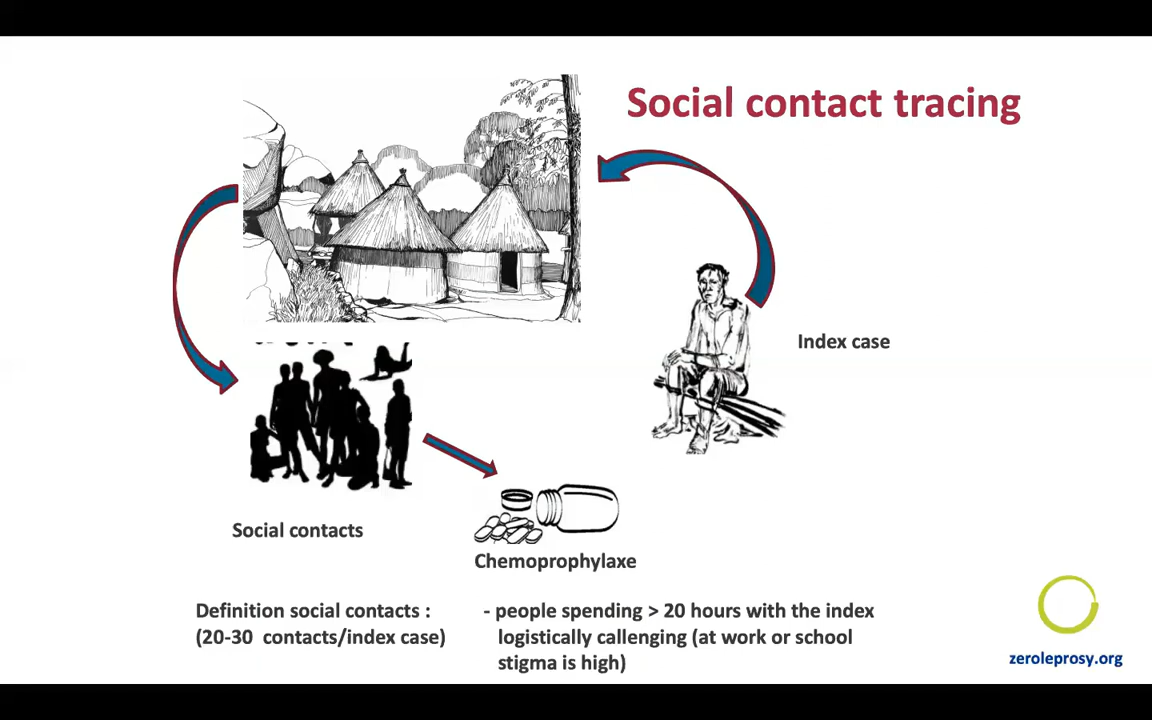 Social contact tracing
Index case
Social contacts
Chemoprophylaxe
Definition social contacts :
(20-30 contacts/index case)
- people spending > 20 hours with the index
logistically callenging (at work or school
stigma is high)
zeroleprosy.org